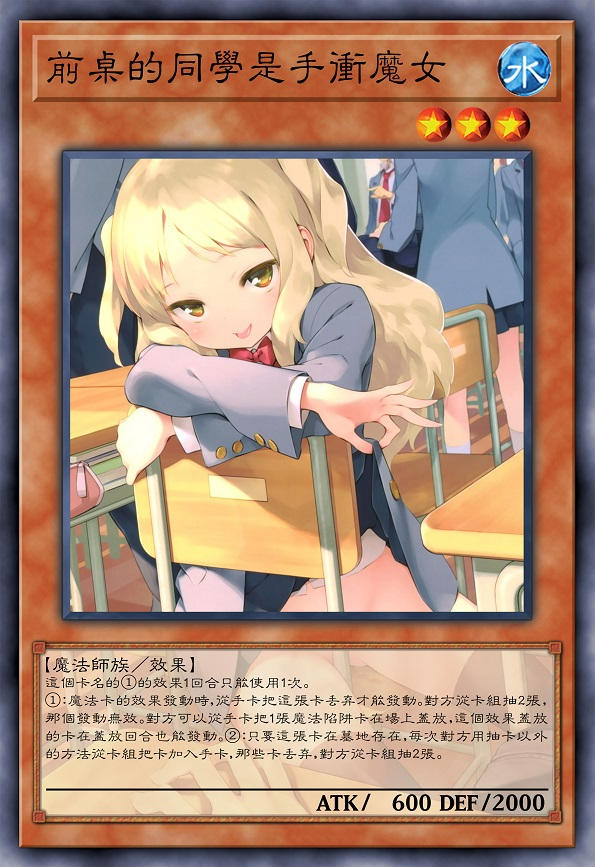 前桌的同學是手衝魔女
水
【魔法師族／效果】
這個卡名的①的效果1回合只能使用1次。
①:魔法卡的效果發動時,從手卡把這張卡丟弃才能發動。對方從卡組抽2張,
那個發動無效。對方可以從手卡把1張魔法陷阱卡在場上蓋放,這個效果蓋放
的卡在蓋放回合也能發動。②:只要這張卡在墓地存在,每次對方用抽卡以外
的方法從卡組把卡加入手卡,那些卡丟弃,對方從卡組抽2張。
ATK/ 600 DEF/2000